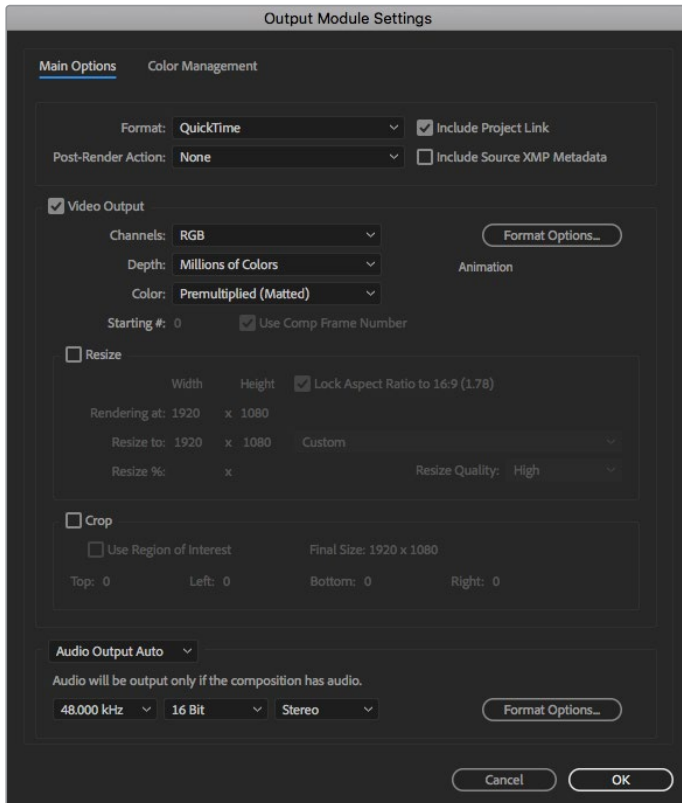 Output Module Settings
Main Options Color Management
Format: QuickTime Include Project Link
Post-Render Action: None Include Source XMP Metadata
Video Output
Channels: RGB Format Options...
Depth: Millions of Colors Animation
Color: Premultiplied (Matted)
Starting #: 0 Use Comp Frame Number
Resize
Width Height Lock Aspect Ratio to 16:9 (1.78)
Rendering at: 1920 x 1080
Resize to: 1920 x 1080 Custom
Resize %: x Resize Quality: High
Crop
Use Region of Interest Final Size: 1920 x 1080
Top: 0 Left: 0 Bottom: 0 Right: 0
Audio Output Auto
Audio will be output only if the composition has audio.
48.000 kHz 16 Bit Stereo Format Options...
Cancel OK